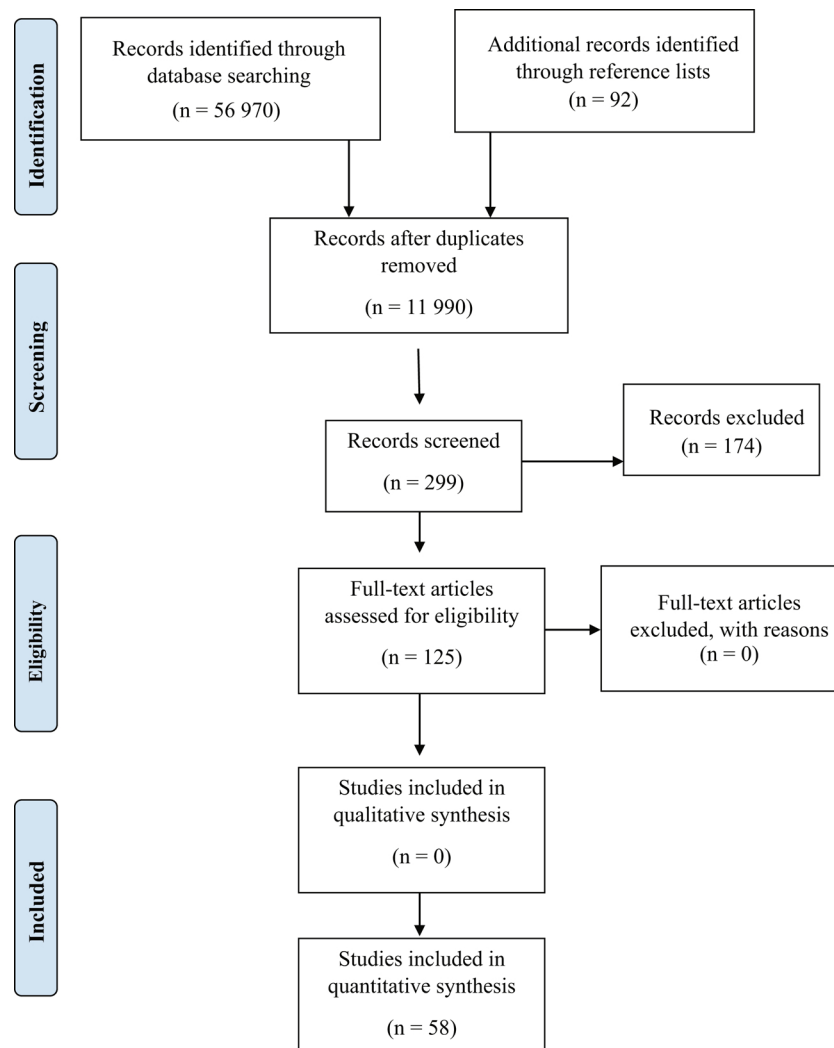 Identification
Records identified through
database searching
(n = 56 970)
Additional records identified
through reference lists
(n = 92)
Records after duplicates
removed
(n = 11 990)
Screening
Records screened
(n = 299)
Records excluded
(n = 174)
Eligibility
Full-text articles
assessed for eligibility
(n = 125)
Full-text articles
excluded, with reasons
(n = 0)
Included
Studies included in
qualitative synthesis
(n = 0)
Studies included in
quantitative synthesis
(n = 58)